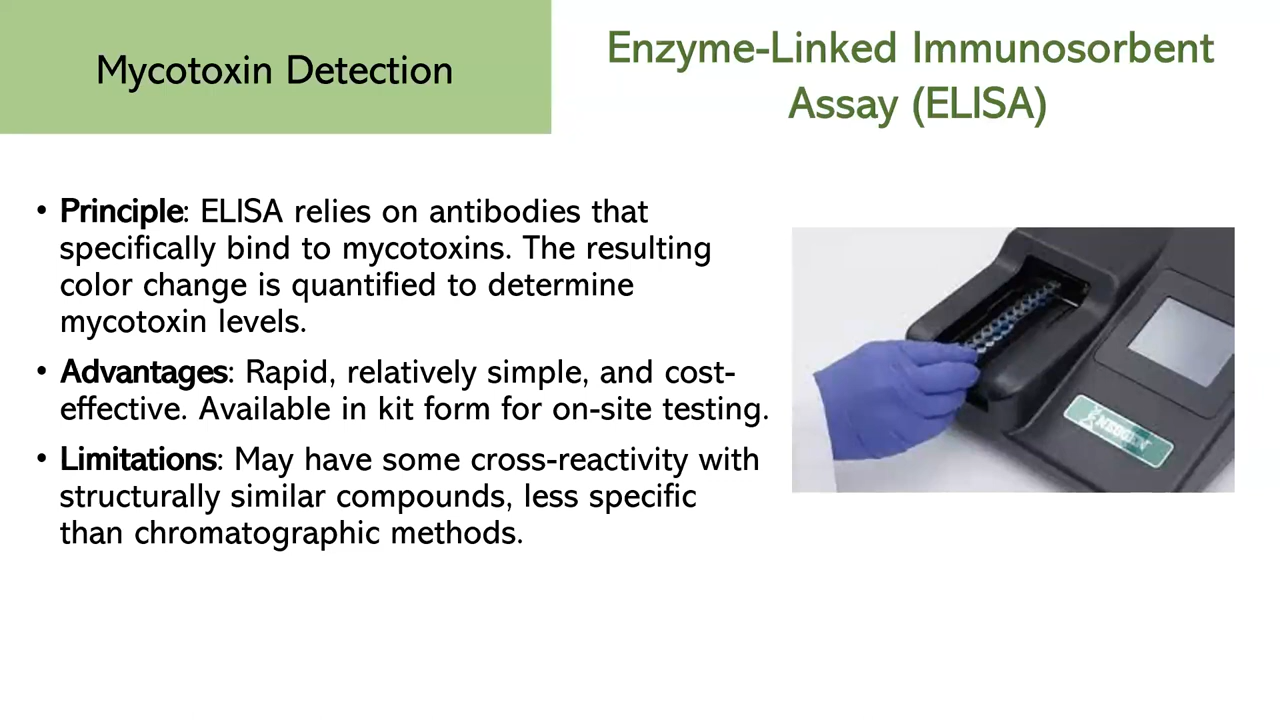 Mycotoxin Detection
Enzyme-Linked Immunosorbent
Assay (ELISA)
• Principle: ELISA relies on antibodies that
specifically bind to mycotoxins. The resulting
color change is quantified to determine
mycotoxin levels.
• Advantages: Rapid, relatively simple, and cost-
effective. Available in kit form for on-site testing.
• Limitations: May have some cross-reactivity with
structurally similar compounds, less specific
than chromatographic methods.
NEOGEN